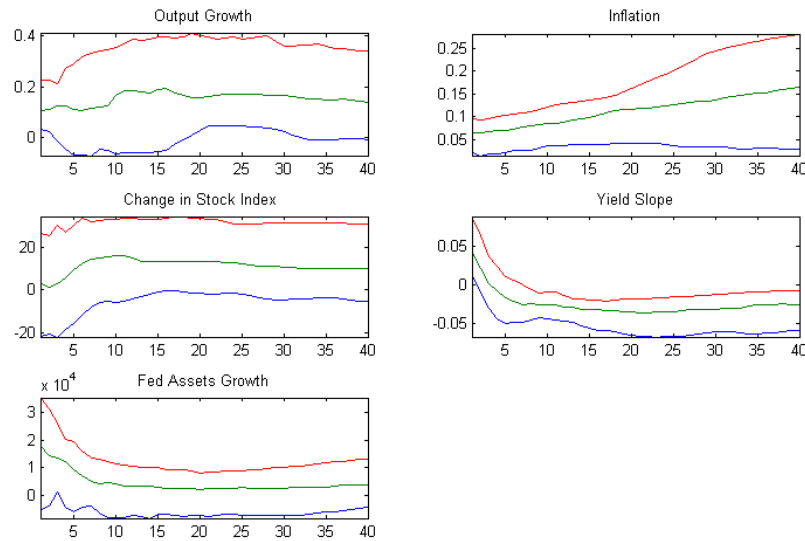 Output Growth
0.4
0.2
0
5 10 15 20 25 30 35 40
Inflation
0.25
0.2
0.15
0.1
0.05
5 10 15 20 25 30 35 40
Change in Stock Index
20
0
-20
5 10 15 20 25 30 35 40
Yield Slope
0.05
0
-0.05
5 10 15 20 25 30 35 40
Fed Assets Growth
x 10^4
3
2
1
0
5 10 15 20 25 30 35 40